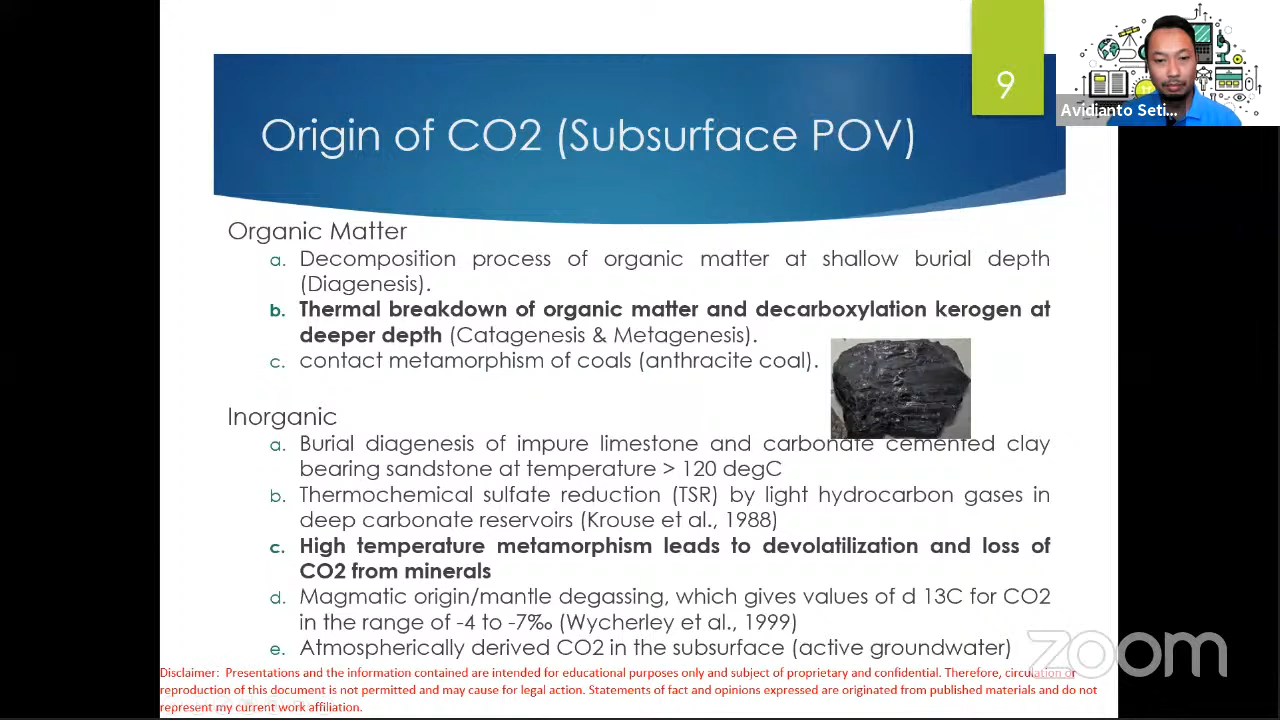 9
Avidianto Seti...
Origin of CO2 (Subsurface POV)
Organic Matter
a. Decomposition process of organic matter at shallow burial depth
(Diagenesis).
b. Thermal breakdown of organic matter and decarboxylation kerogen at
deeper depth (Catagenesis & Metagenesis).
c. contact metamorphism of coals (anthracite coal).
Inorganic
a. Burial diagenesis of impure limestone and carbonate cemented clay
bearing sandstone at temperature > 120 degC
b. Thermochemical sulfate reduction (TSR) by light hydrocarbon gases in
deep carbonate reservoirs (Krouse et al., 1988)
c. High temperature metamorphism leads to devolatilization and loss of
CO2 from minerals
d. Magmatic origin/mantle degassing, which gives values of d 13C for CO2
in the range of -4 to -7‰ (Wycherley et al., 1999)
e. Atmospherically derived CO2 in the subsurface (active groundwater)
zoom
Disclaimer: Presentations and the information contained are intended for educational purposes only and subject of proprietary and confidential. Therefore, circulation or
reproduction of this document is not permitted and may cause for legal action. Statements of fact and opinions expressed are originated from published materials and do not
represent my current work affiliation.